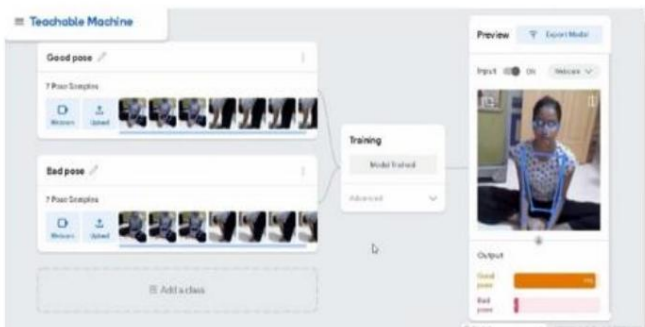 Teachable Machine
Good pose
7 Pose Samples
Webcam
Upload
Bad pose
7 Pose Samples
Webcam
Upload
Add a class
Training
Model Trained
Advanced
Preview
Export Model
Input
ON
Webcam
Output
Good
pose
Bad
pose